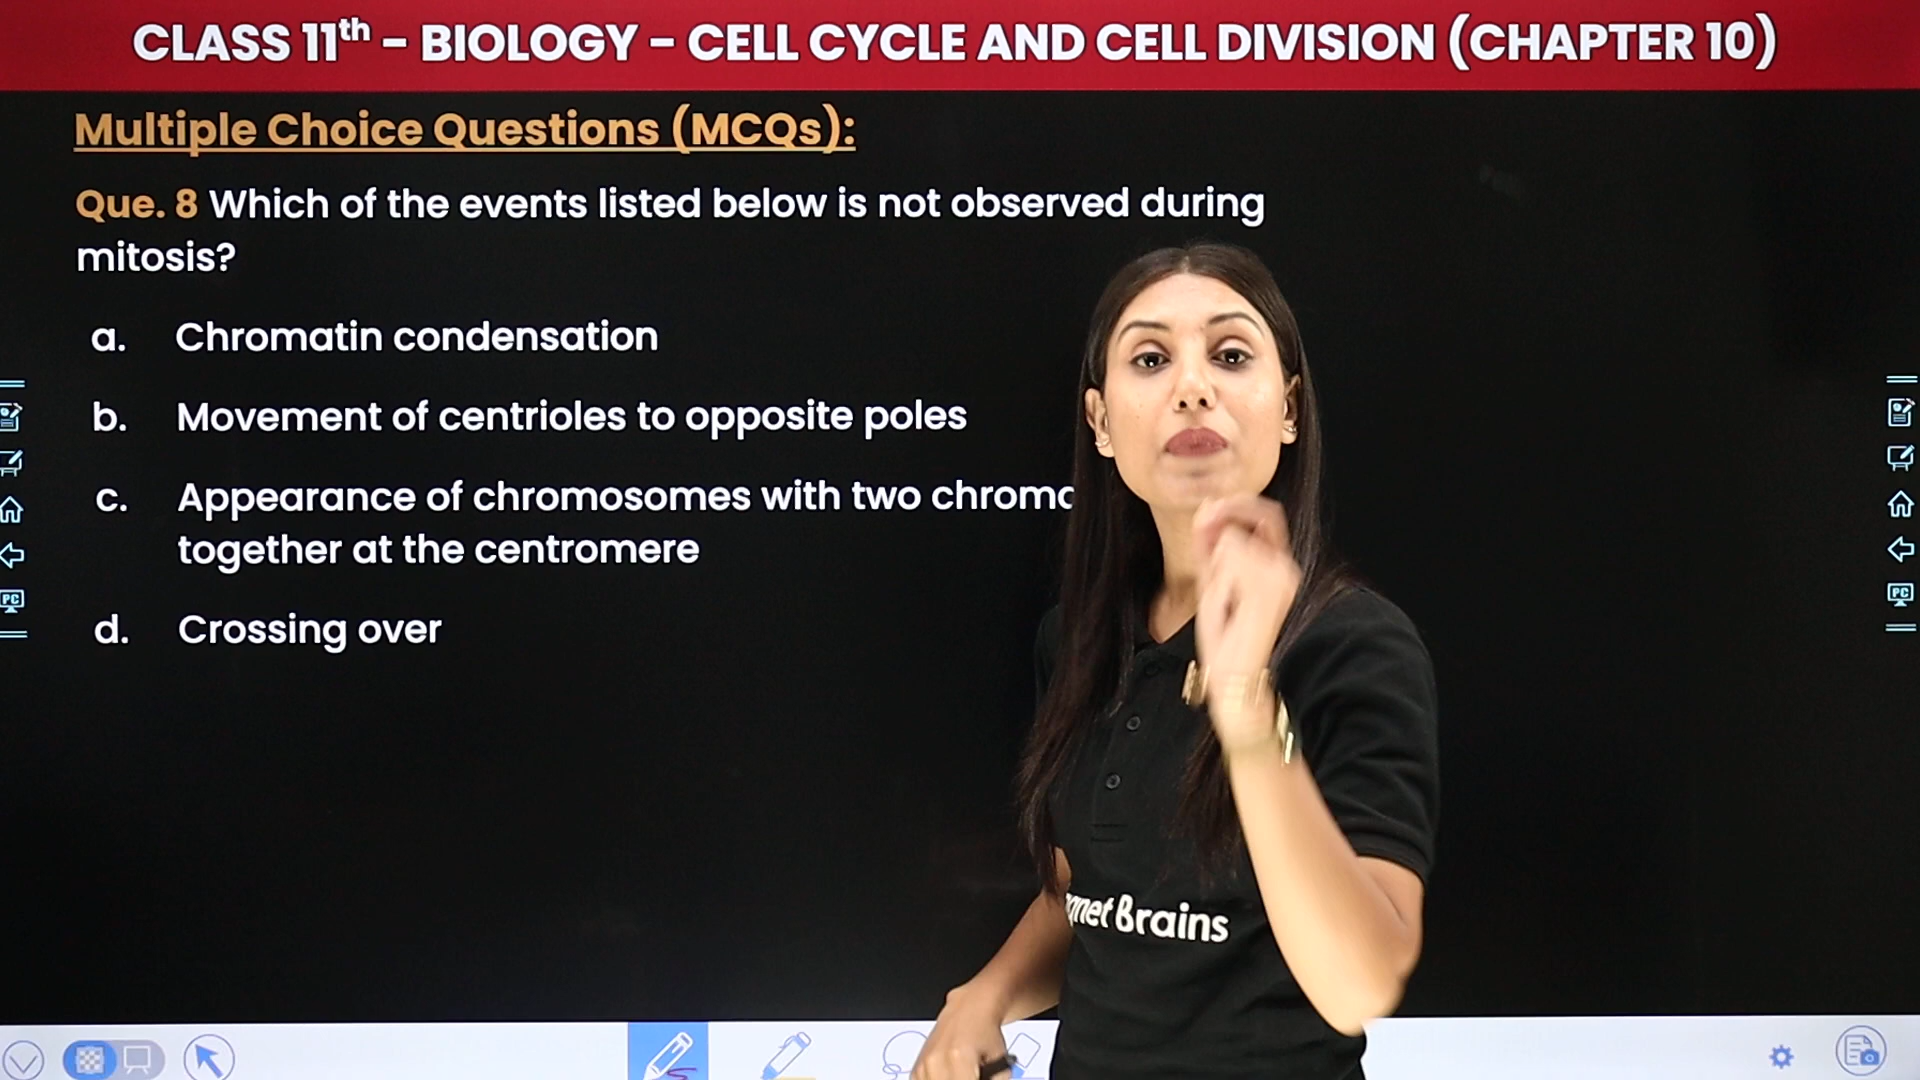 CLASS 11th - BIOLOGY - CELL CYCLE AND CELL DIVISION (CHAPTER 10)
Multiple Choice Questions (MCQs):
Que. 8 Which of the events listed below is not observed during
mitosis?
a. Chromatin condensation
b. Movement of centrioles to opposite poles
c. Appearance of chromosomes with two
together at the centromere
d. Crossing over
Brains
PC
PC